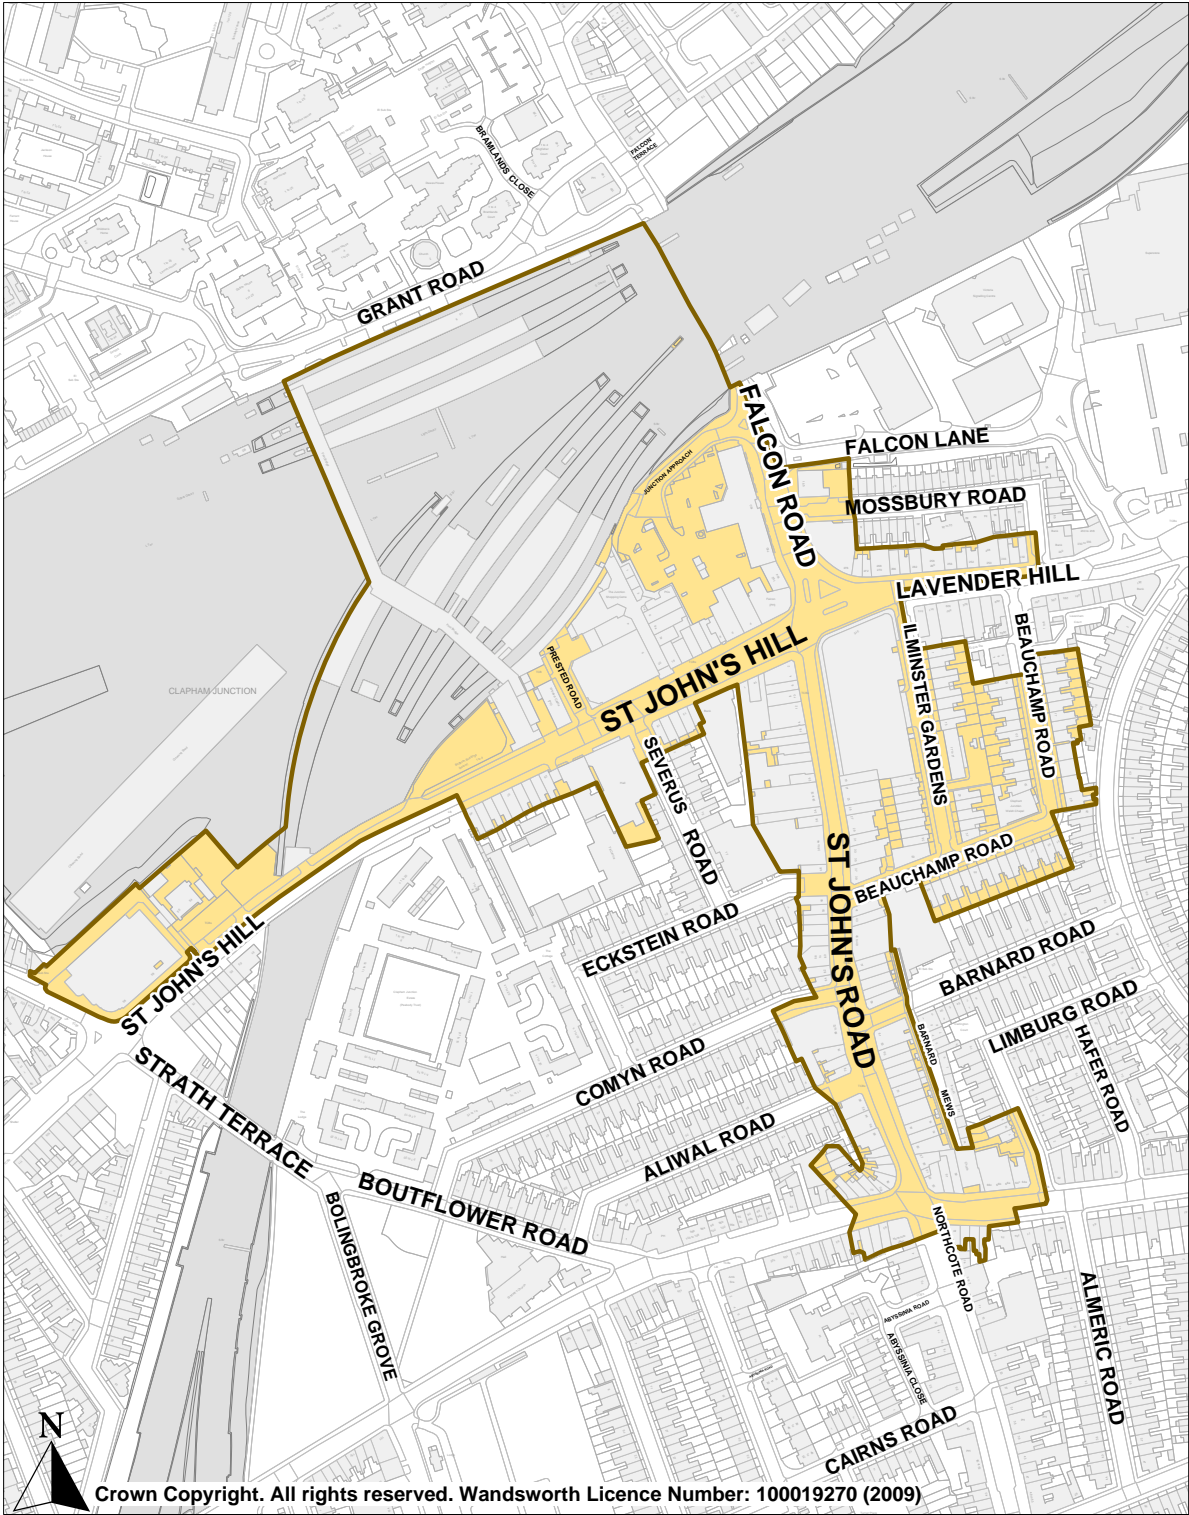 BRAMLANDS CLOSE
FALCON
TERRACE
GRANT ROAD
FALCON ROAD
FALCON LANE
JUNCTION APPROACH
MOSSBURY ROAD
LAVENDER HILL
ILMINSTER GARDENS
BEAUCHAMP ROAD
PRESTED ROAD
ST JOHN'S HILL
CLAPHAM JUNCTION
SEVERUS ROAD
ST JOHN'S ROAD
BEAUCHAMP ROAD
ECKSTEIN ROAD
BARNARD ROAD
ST JOHN'S HILL
LIMBURG ROAD
HAFER ROAD
BARNARD MEWS
STRATH TERRACE
COMYN ROAD
ALIWAL ROAD
BOUTFLOWER ROAD
BOLINGBROKE GROVE
NORTHCOTE ROAD
ABYSSINIA ROAD
ABYSSINIA CLOSE
ALMERIC ROAD
CAIRNS ROAD
N
Crown Copyright. All rights reserved. Wandsworth Licence Number: 100019270 (2009)